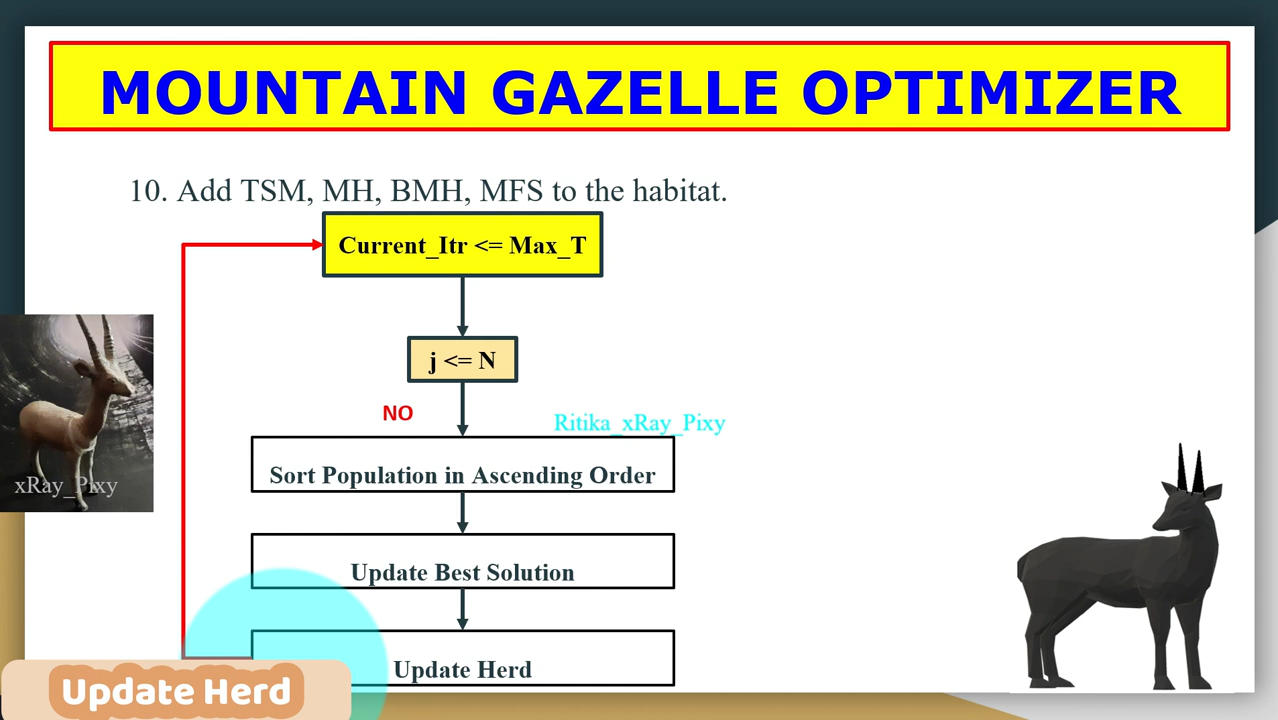 MOUNTAIN GAZELLE OPTIMIZER
10. Add TSM, MH, BMH, MFS to the habitat.
Current_Itr <= Max_T
j <= N
NO
Ritika_xRay_Pixy
Sort Population in Ascending Order
xRay_Pixy
Update Best Solution
Update Herd
Update Herd